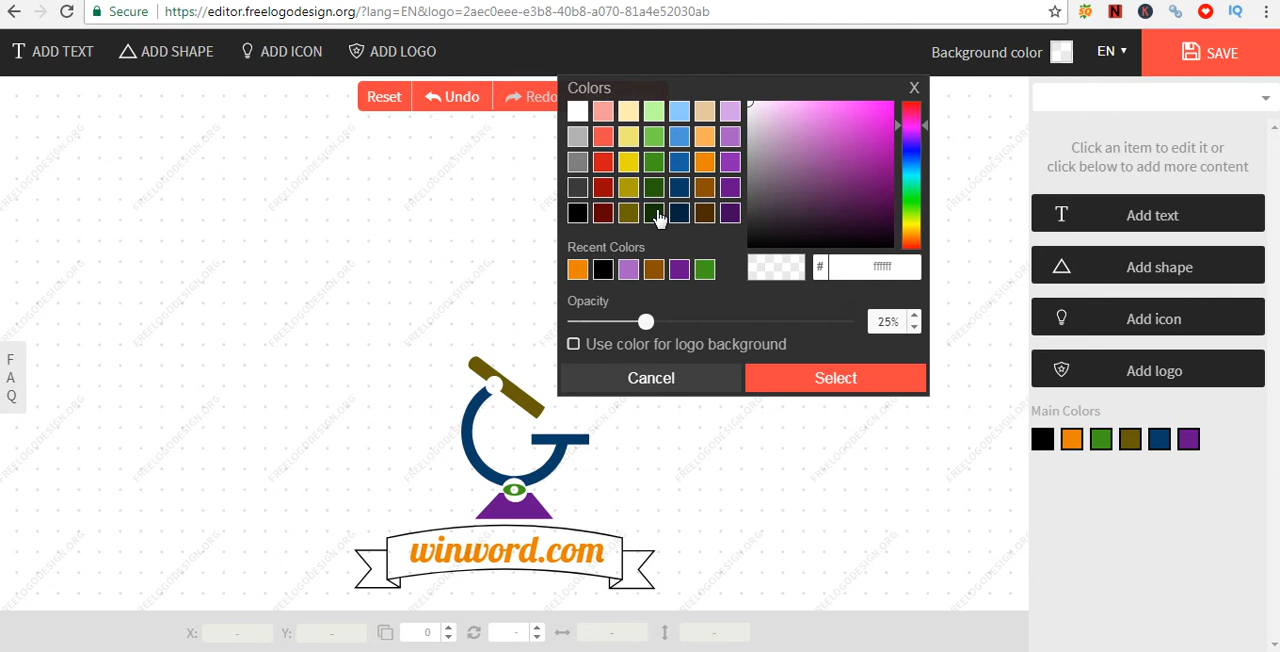 Secure https://editor.freelogodesign.org/?lang=EN&logo=2aec0eee-e3b8-40b8-a070-81a4e52030ab
IQ
ADD TEXT ADD SHAPE ADD ICON ADD LOGO Background color EN SAVE
Reset Undo Redo
Colors X
Recent Colors
# ffffff
Opacity
25%
Use color for logo background
Cancel Select
Click an item to edit it or
click below to add more content
T Add text
Add shape
Add icon
Add logo
Main Colors
F
A
Q
winword.com
X: - Y: - 0 - - -
FREELOGODESIGN.ORG